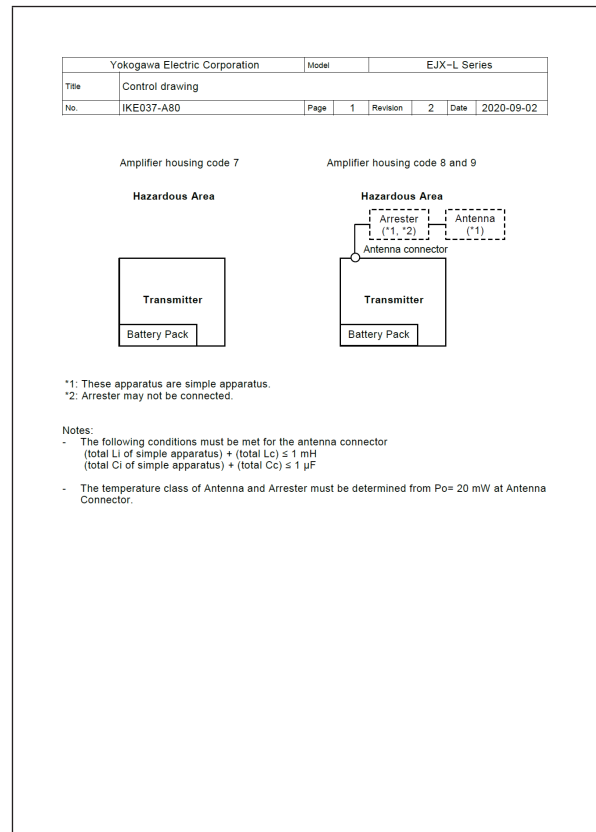 Yokogawa Electric Corporation Model EJX-L Series
Title Control drawing
No. IKE037-A80 Page 1 Revision 2 Date 2020-09-02
Amplifier housing code 7
Hazardous Area
Transmitter
Battery Pack
Amplifier housing code 8 and 9
Hazardous Area
Arrester
(*1, *2)
Antenna
(*1)
Antenna connector
Transmitter
Battery Pack
*1: These apparatus are simple apparatus.
*2: Arrester may not be connected.
Notes:
- The following conditions must be met for the antenna connector
(total Li of simple apparatus) + (total Lc) ≤ 1 mH
(total Ci of simple apparatus) + (total Cc) ≤ 1 µF
- The temperature class of Antenna and Arrester must be determined from Po= 20 mW at Antenna
Connector.